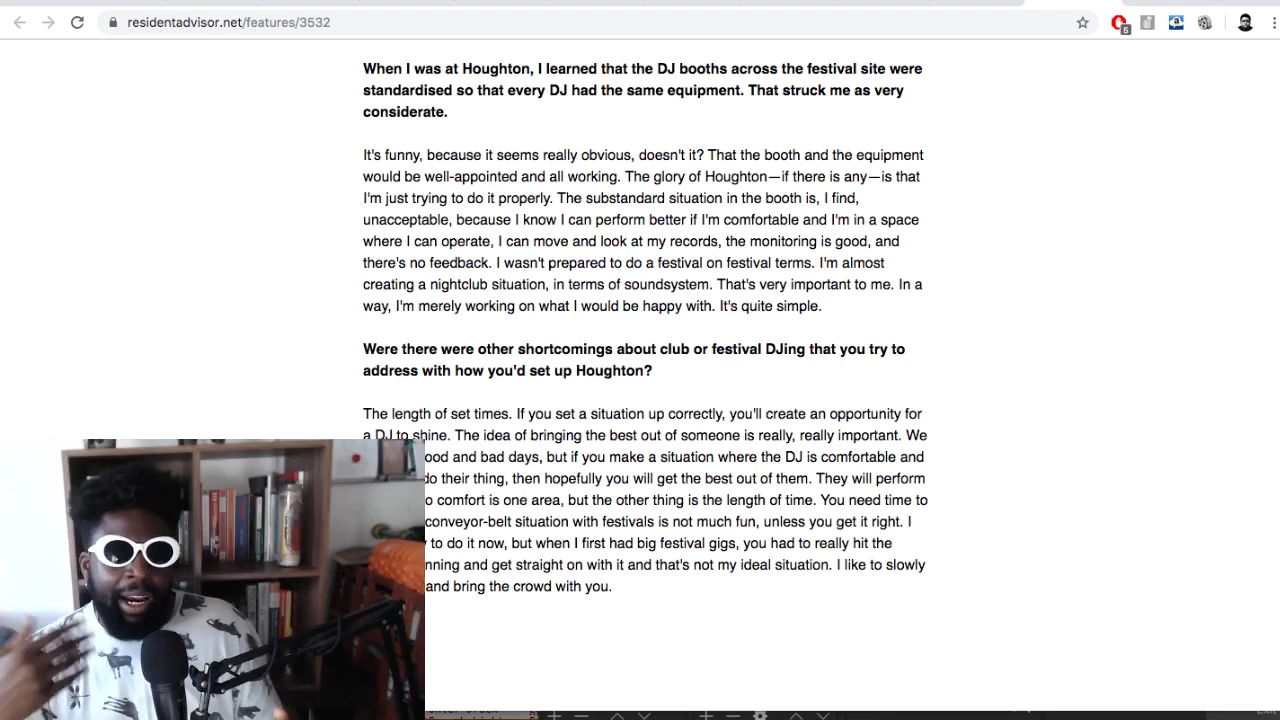 residentadvisor.net/features/3532
5
When I was at Houghton, I learned that the DJ booths across the festival site were
standardised so that every DJ had the same equipment. That struck me as very
considerate.
It's funny, because it seems really obvious, doesn't it? That the booth and the equipment
would be well-appointed and all working. The glory of Houghton—if there is any—is that
I'm just trying to do it properly. The substandard situation in the booth is, I find,
unacceptable, because I know I can perform better if I'm comfortable and I'm in a space
where I can operate, I can move and look at my records, the monitoring is good, and
there's no feedback. I wasn't prepared to do a festival on festival terms. I'm almost
creating a nightclub situation, in terms of soundsystem. That's very important to me. In a
way, I'm merely working on what I would be happy with. It's quite simple.
Were there were other shortcomings about club or festival DJing that you try to
address with how you'd set up Houghton?
The length of set times. If you set a situation up correctly, you'll create an opportunity for
a DJ to shine. The idea of bringing the best out of someone is really, really important. We
ood and bad days, but if you make a situation where the DJ is comfortable and
do their thing, then hopefully you will get the best out of them. They will perform
o comfort is one area, but the other thing is the length of time. You need time to
conveyor-belt situation with festivals is not much fun, unless you get it right. I
to do it now, but when I first had big festival gigs, you had to really hit the
nning and get straight on with it and that's not my ideal situation. I like to slowly
and bring the crowd with you.